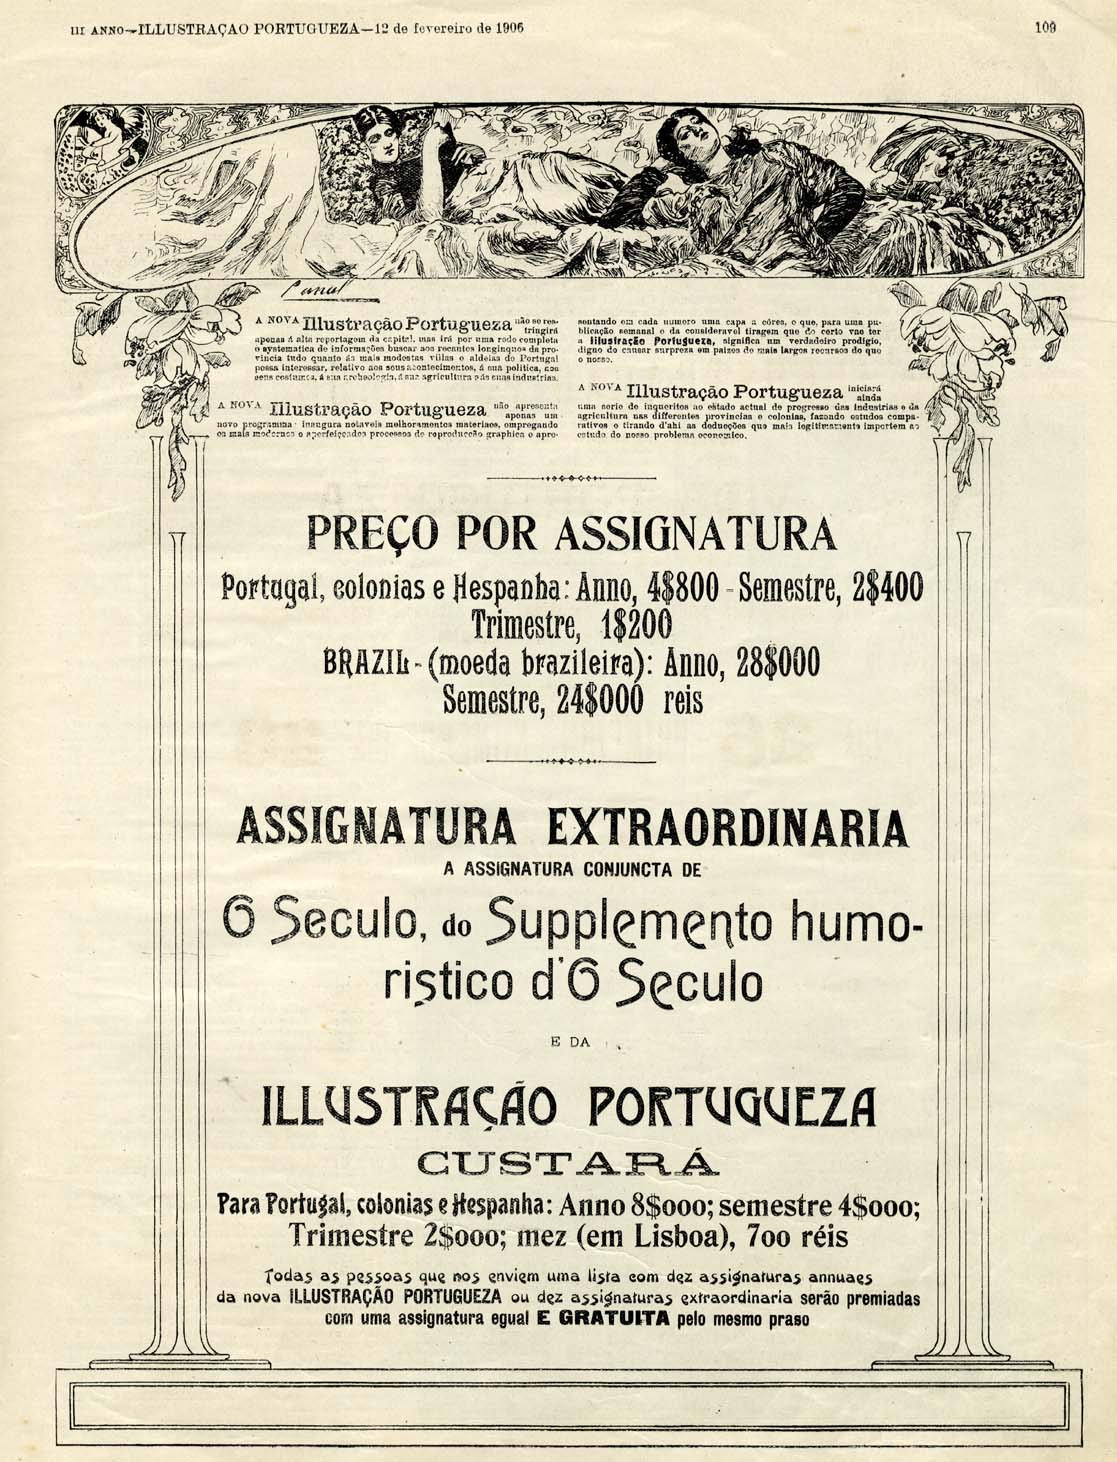 III ANNO—ILLUSTRAÇAO PORTUGUEZA—12 de fevereiro de 1906
109
A NOVA Illustração Portugueza não se restringirá
apenas á alta reportagem da capital, mas irá por uma rede completa
e systematica de informações buscar aos recantos longinquos da provincia
tudo quanto ás mais modestas villas e aldeias de Portugal
possa interessar, relativo aos seus acontecimentos, á sua politica, aos
seus costumes, á sua archeologia, á sua agricultura e ás suas industrias.
A NOVA Illustração Portugueza não apresenta
apenas um
novo programma: inaugura notaveis melhoramentos materiaes, empregando
os mais modernos e aperfeiçoados processos de reproducção graphica e apresentando
em cada numero uma capa a côres, o que, para uma publicação
semanal e da consideravel tiragem que de certo vae ter
a Illustração Portugueza, significa um verdadeiro prodigio,
digno de causar surpreza em paizes de mais largos recursos do que
o nosso.
A NOVA Illustração Portugueza iniciará
ainda
uma serie de inqueritos ao estado actual de progresso das industrias e da
agricultura nas differentes provincias e colonias, fazendo estudos comparativos
e tirando d'ahi as deducções que mais legitimamente importem ao
estudo do nosso problema economico.
PREÇO POR ASSIGNATURA
Portugal, colonias e Hespanha: Anno, 4$800 - Semestre, 2$400
Trimestre, 1$200
BRAZIL - (moeda brazileira): Anno, 28$000
Semestre, 24$000 reis
ASSIGNATURA EXTRAORDINARIA
A ASSIGNATURA CONJUNCTA DE
O Seculo, do Supplemento humo-
ristico d'O Seculo
E DA
ILLUSTRAÇÃO PORTUGUEZA
CUSTARÁ
Para Portugal, colonias e Hespanha: Anno 8$000; semestre 4$000;
Trimestre 2$000; mez (em Lisboa), 700 réis
Todas as pessoas que nos enviem uma lista com dez assignaturas annuaes
da nova ILLUSTRAÇÃO PORTUGUEZA ou dez assignaturas extraordinaria serão premiadas
com uma assignatura egual E GRATUITA pelo mesmo praso